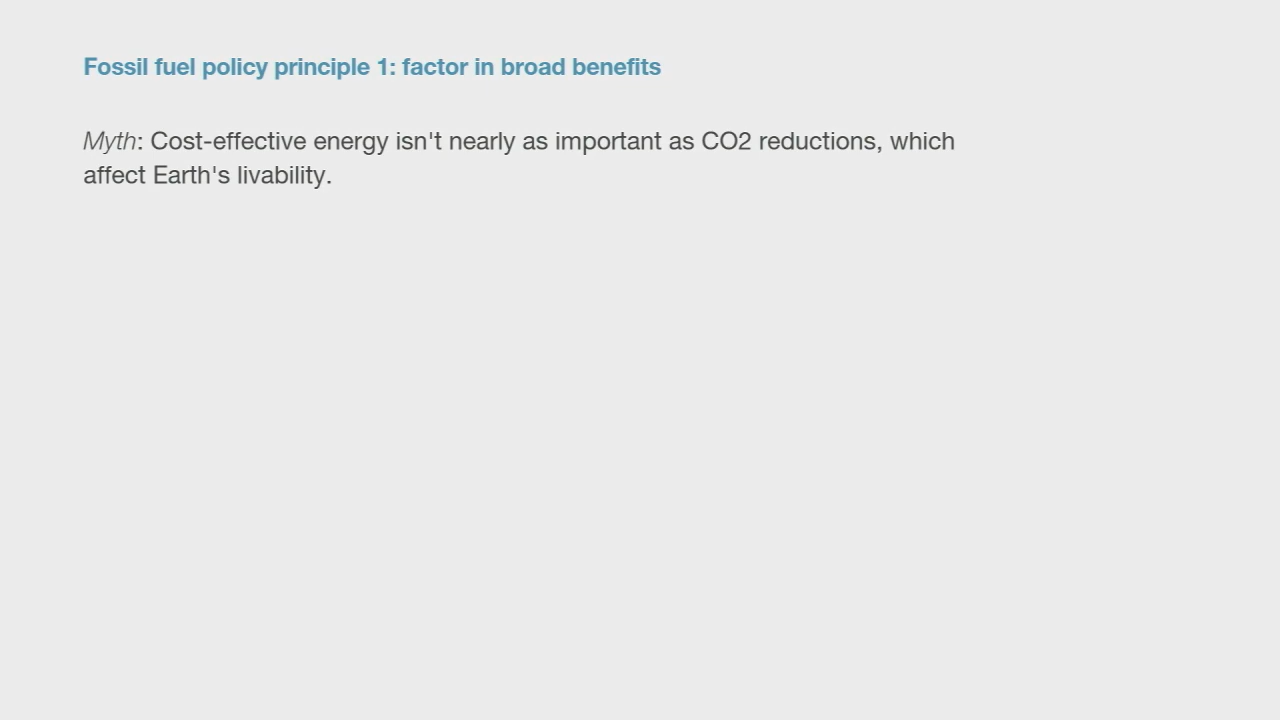 Fossil fuel policy principle 1: factor in broad benefits
Myth: Cost-effective energy isn't nearly as important as CO2 reductions, which
affect Earth's livability.